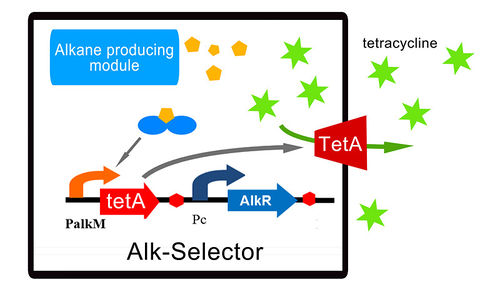 Alkane producing
module
tetracycline
TetA
tetA
AlkR
PalkM
Pc
Alk-Selector